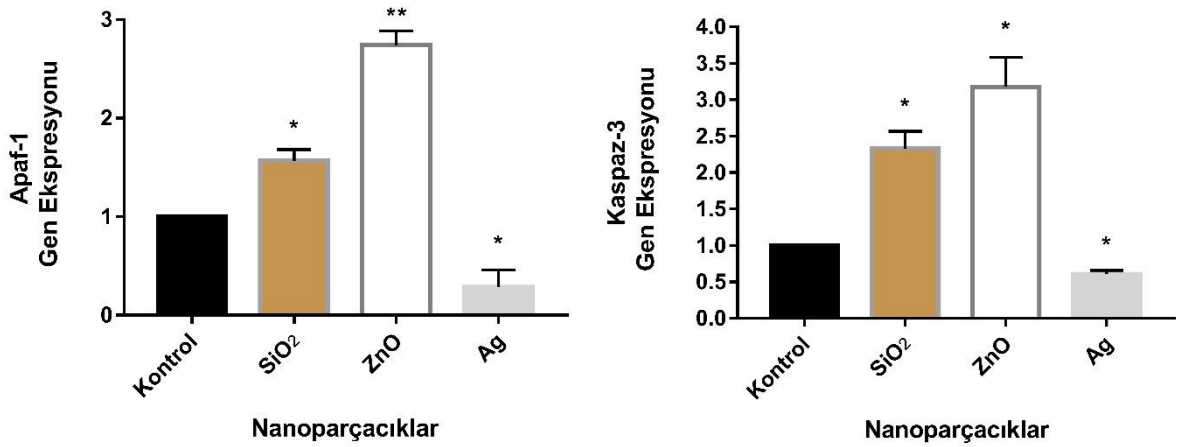 Apaf-1
Gen Ekspresyonu
3
2
1
0
*
**
*
Kontrol
SiO2
ZnO
Ag
Nanoparçacıklar
Kaspaz-3
Gen Ekspresyonu
4.0
3.5
3.0
2.5
2.0
1.5
1.0
0.5
0.0
*
*
*
Kontrol
SiO2
ZnO
Ag
Nanoparçacıklar